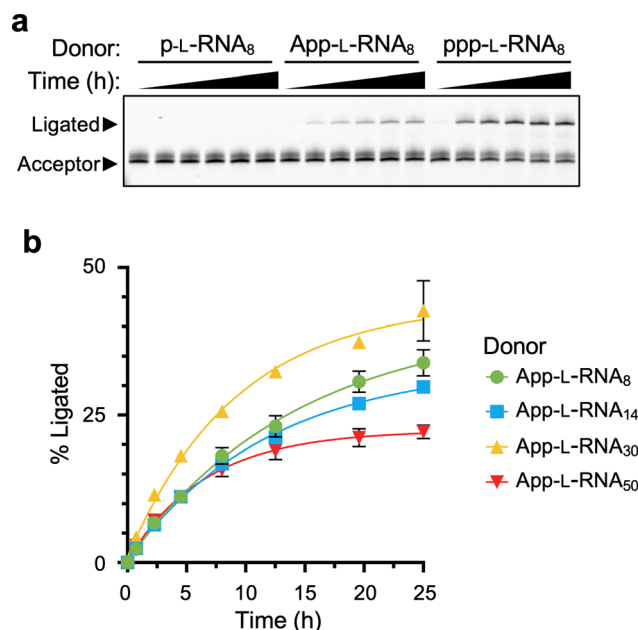 a
Donor: p-L-RNA8 App-L-RNA8 ppp-L-RNA8
Time (h):
Ligated
Acceptor
b
50
25
0
% Ligated
0 5 10 15 20 25
Time (h)
Donor
App-L-RNA8
App-L-RNA14
App-L-RNA30
App-L-RNA50